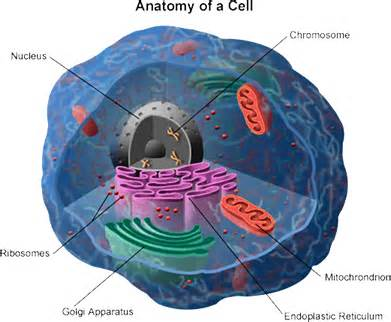 Anatomy of a Cell
Chromosome
Nucleus
Ribosomes
Mitochrondrion
Golgi Apparatus
Endoplastic Reticulum